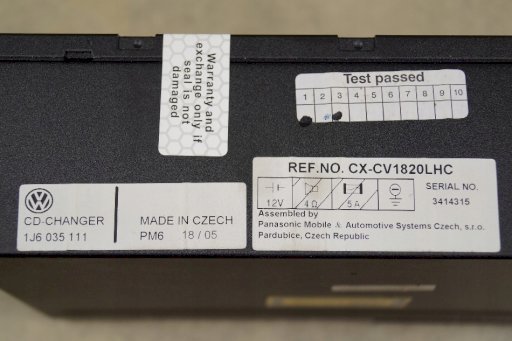 Warranty and
exchange only if
seal is not
damaged
Test passed
1 2 3 4 5 6 7 8 9 10
REF.NO. CX-CV1820LHC
12V 4Ω 5A
SERIAL NO.
3414315
Assembled by
Panasonic Mobile & Automotive Systems Czech, s.r.o.
Pardubice, Czech Republic
VW
CD-CHANGER
1J6 035 111
MADE IN CZECH
PM6 18 / 05